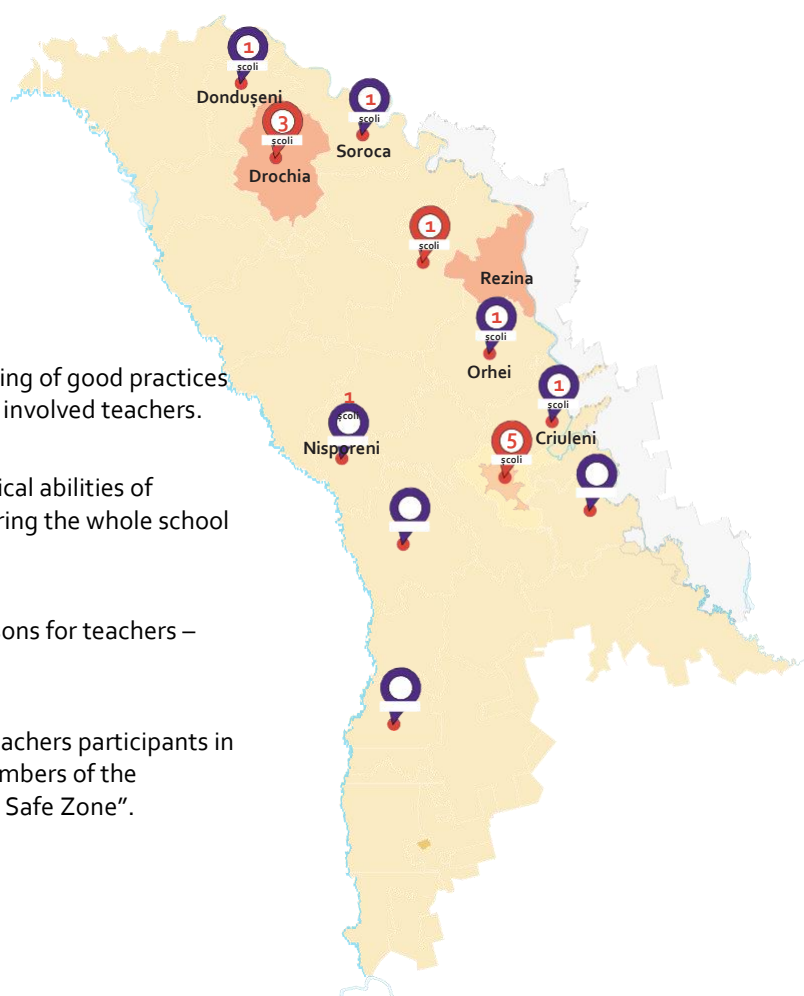 1
școli
Dondușeni
1
școli
Soroca
3
școli
Drochia
1
școli
Rezina
1
școli
Orhei
1
școli
Criuleni
1
școli
Nisporeni
5
școli
ing of good practices
involved teachers.
ical abilities of
ring the whole school
sons for teachers –
eachers participants in
mbers of the
Safe Zone”.